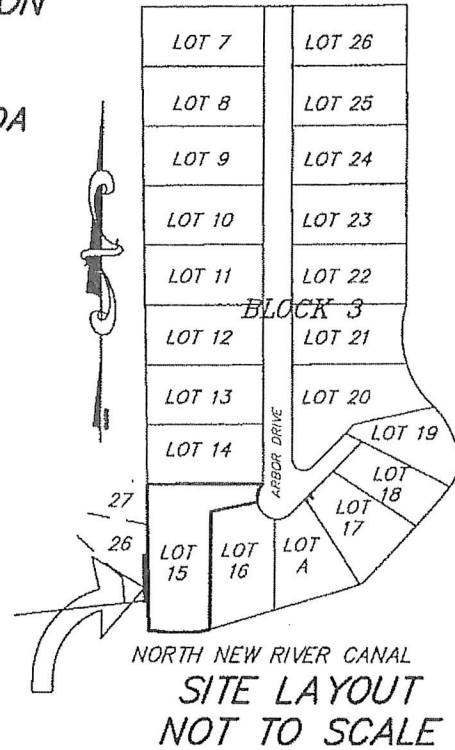 ON
DA
LOT 7
LOT 26
LOT 8
LOT 25
LOT 9
LOT 24
LOT 10
LOT 23
LOT 11
LOT 22
BLOCK 3
LOT 12
LOT 21
LOT 13
LOT 20
ARBOR DRIVE
LOT 14
LOT 19
LOT
18
LOT
17
27
26
LOT
15
LOT
16
LOT
A
NORTH NEW RIVER CANAL
SITE LAYOUT
NOT TO SCALE